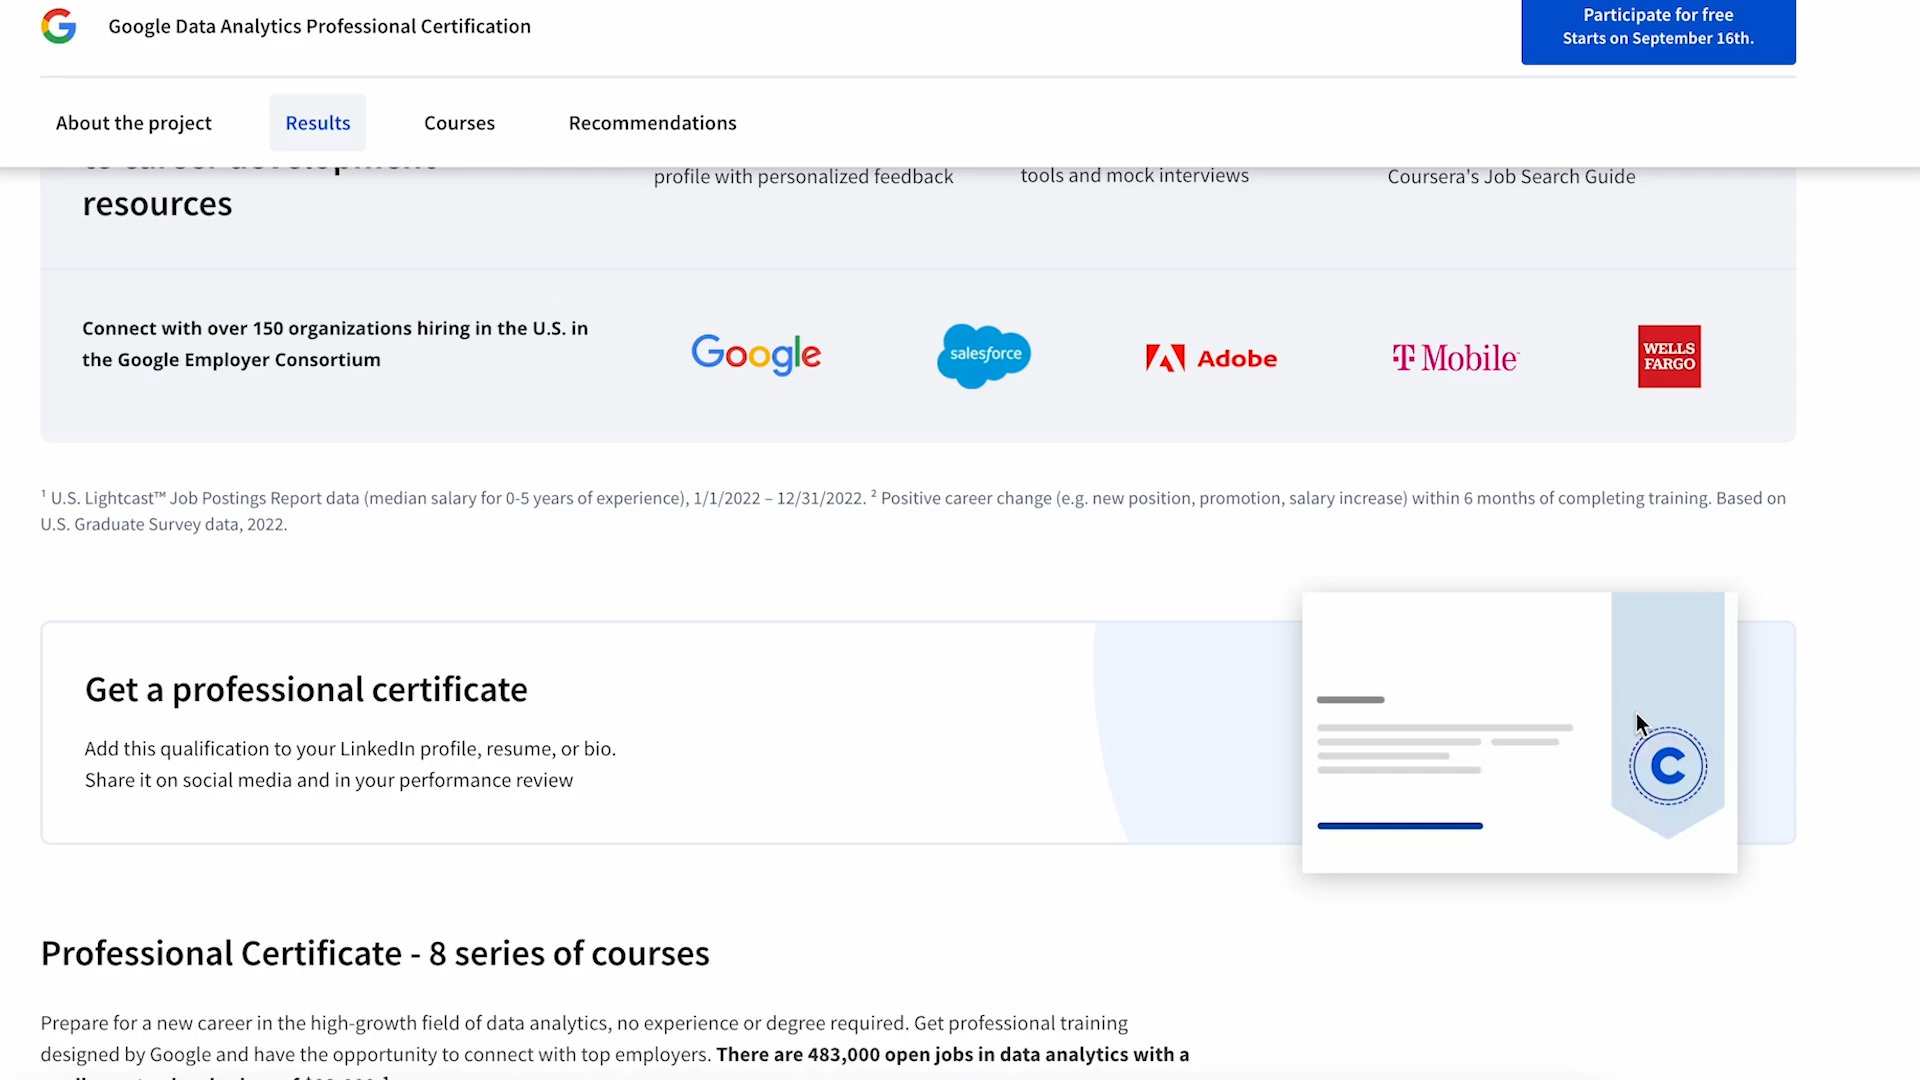 Google Data Analytics Professional Certification
Participate for free
Starts on September 16th.
About the project
Results
Courses
Recommendations
resources
profile with personalized feedback
tools and mock interviews
Coursera's Job Search Guide
Connect with over 150 organizations hiring in the U.S. in
the Google Employer Consortium
Google
salesforce
Adobe
T Mobile
WELLS
FARGO
¹ U.S. Lightcast™ Job Postings Report data (median salary for 0-5 years of experience), 1/1/2022 – 12/31/2022. ² Positive career change (e.g. new position, promotion, salary increase) within 6 months of completing training. Based on
U.S. Graduate Survey data, 2022.
Get a professional certificate
Add this qualification to your LinkedIn profile, resume, or bio.
Share it on social media and in your performance review
C
Professional Certificate - 8 series of courses
Prepare for a new career in the high-growth field of data analytics, no experience or degree required. Get professional training
designed by Google and have the opportunity to connect with top employers. There are 483,000 open jobs in data analytics with a